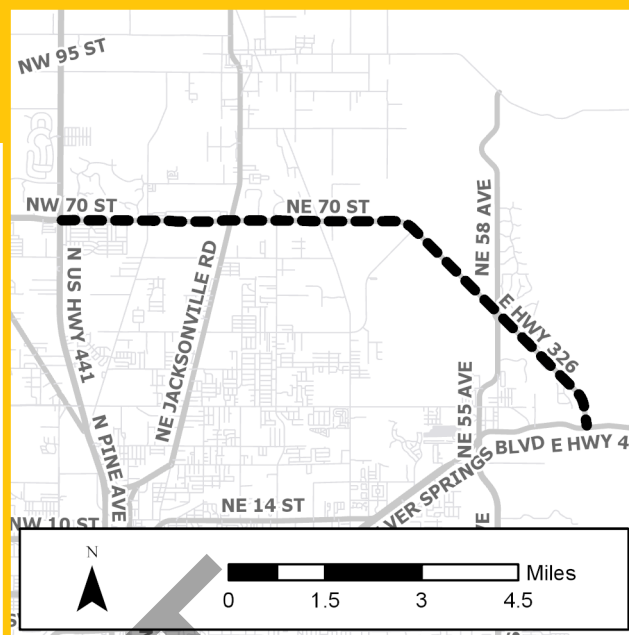 NW 95 ST
NW 70 ST
NE 70 ST
NE 58 AVE
N US HWY 441
NE JACKSONVILLE RD
E HWY 326
NE 55 AVE
N PINE AVE
BLVD E HWY 4
LVER SPRINGS
NE 14 ST
NW 10 ST
VE
N
Miles
0 1.5 3 4.5